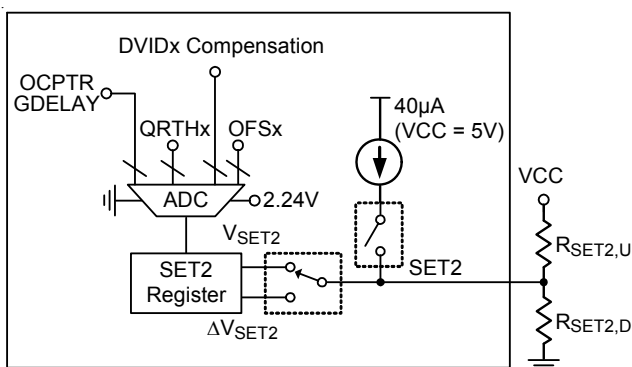 DVIDx Compensation
OCPTR
GDELAY
QRTHx
OFSx
40µA
(VCC = 5V)
VCC
ADC
2.24V
VSET2
SET2
RSET2,U
SET2
Register
RSET2,D
ΔVSET2